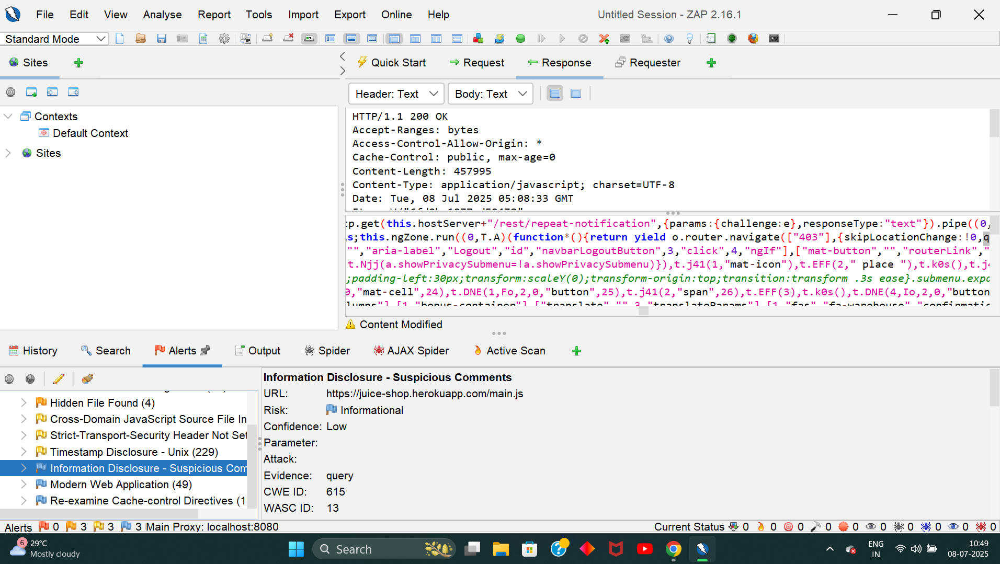 File Edit View Analyse Report Tools Import Export Online Help Untitled Session - ZAP 2.16.1
Standard Mode
Sites
Quick Start Request Response Requester
Header: Text Body: Text
Contexts
Default Context
Sites
HTTP/1.1 200 OK
Accept-Ranges: bytes
Access-Control-Allow-Origin: *
Cache-Control: public, max-age=0
Content-Length: 457995
Content-Type: application/javascript; charset=UTF-8
Date: Tue, 08 Jul 2025 05:08:33 GMT
:p.get(this.hostServer+"/rest/repeat-notification",{params:{challenge:e},responseType:"text"}).pipe((0,
s;this.ngZone.run((0,T.A)(function*(){return yield o.router.navigate(["403"],{skipLocationChange:!0,q
"","aria-label","Logout","id","navbarLogoutButton",3,"click",4,"ngIf"],["mat-button","","routerLink","
t.Njj(a.showPrivacySubmenu=!a.showPrivacySubmenu)}),t.j41(1,"mat-icon"),t.EFF(2," place "),t.k0s(),t.j4
;padding-left:30px;transform:scaleY(0);transform-origin:top;transition:transform .3s ease}.submenu.expa
0,"mat-cell",24),t.DNE(1,Fo,2,0,"button",25),t.j41(2,"span",26),t.EFF(3),t.k0s(),t.DNE(4,Io,2,0,"button
Content Modified
History Search Alerts Output Spider AJAX Spider Active Scan
Hidden File Found (4)
Cross-Domain JavaScript Source File In
Strict-Transport-Security Header Not Set
Timestamp Disclosure - Unix (229)
Information Disclosure - Suspicious Com
Modern Web Application (49)
Re-examine Cache-control Directives (1
Information Disclosure - Suspicious Comments
URL: https://juice-shop.herokuapp.com/main.js
Risk: Informational
Confidence: Low
Parameter:
Attack:
Evidence: query
CWE ID: 615
WASC ID: 13
Alerts 0 3 3 3 Main Proxy: localhost:8080 Current Status 0 0 0 0 0 0 0 0 0 0
6 29°C
Mostly cloudy
Search
ENG
IN
10:49
08-07-2025